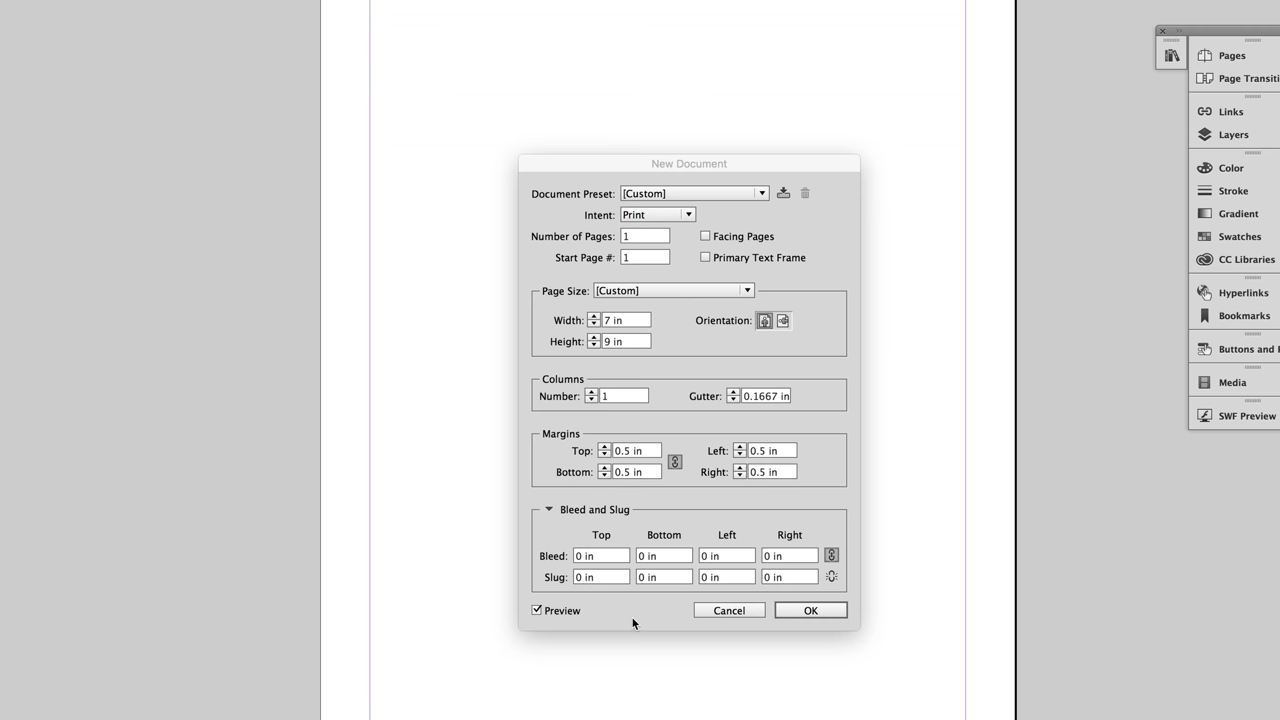 New Document
Document Preset: [Custom]
Intent: Print
Number of Pages: 1 Facing Pages
Start Page #: 1 Primary Text Frame
Page Size: [Custom]
Width: 7 in Orientation:
Height: 9 in
Columns
Number: 1 Gutter: 0.1667 in
Margins
Top: 0.5 in Left: 0.5 in
Bottom: 0.5 in Right: 0.5 in
Bleed and Slug
Top Bottom Left Right
Bleed: 0 in 0 in 0 in 0 in
Slug: 0 in 0 in 0 in 0 in
Preview Cancel OK
Pages
Page Transiti
Links
Layers
Color
Stroke
Gradient
Swatches
CC Libraries
Hyperlinks
Bookmarks
Buttons and
Media
SWF Preview